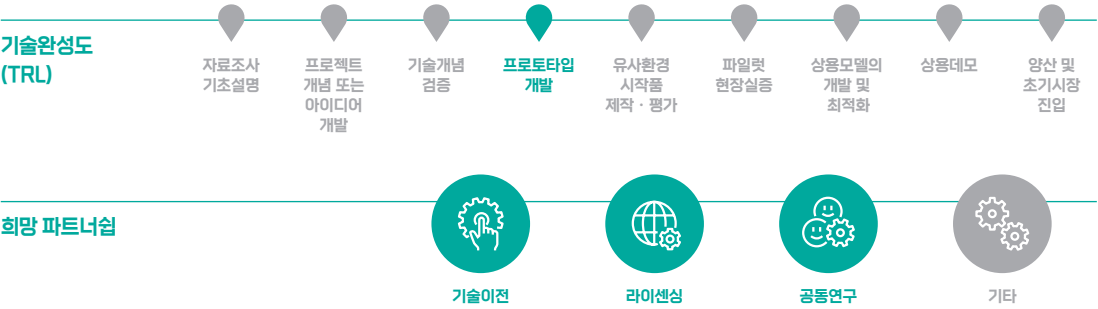 기술완성도
(TRL)
자료조사
기초설명
프로젝트
개념 또는
아이디어
개발
기술개념
검증
프로토타입
개발
유사환경
시작품
제작 · 평가
파일럿
현장실증
상용모델의
개발 및
최적화
상용데모
양산 및
초기시장
진입
희망 파트너쉽
기술이전
라이센싱
공동연구
기타